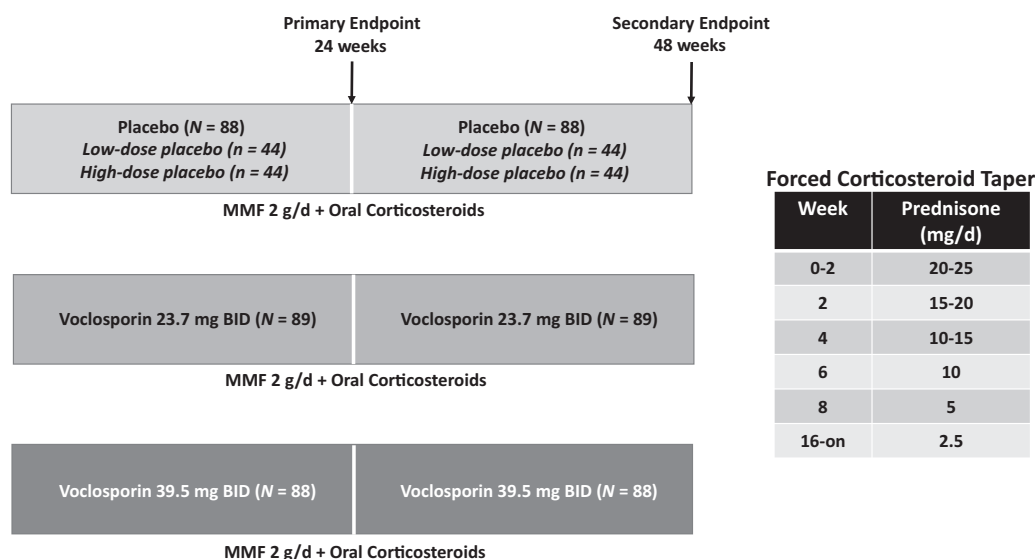 Primary Endpoint
24 weeks
Secondary Endpoint
48 weeks
Placebo (N = 88)
Low-dose placebo (n = 44)
High-dose placebo (n = 44)
Placebo (N = 88)
Low-dose placebo (n = 44)
High-dose placebo (n = 44)
MMF 2 g/d + Oral Corticosteroids
Voclosporin 23.7 mg BID (N = 89)
Voclosporin 23.7 mg BID (N = 89)
MMF 2 g/d + Oral Corticosteroids
Voclosporin 39.5 mg BID (N = 88)
Voclosporin 39.5 mg BID (N = 88)
MMF 2 g/d + Oral Corticosteroids
Forced Corticosteroid Taper
Week Prednisone
(mg/d)
0-2 20-25
2 15-20
4 10-15
6 10
8 5
16-on 2.5